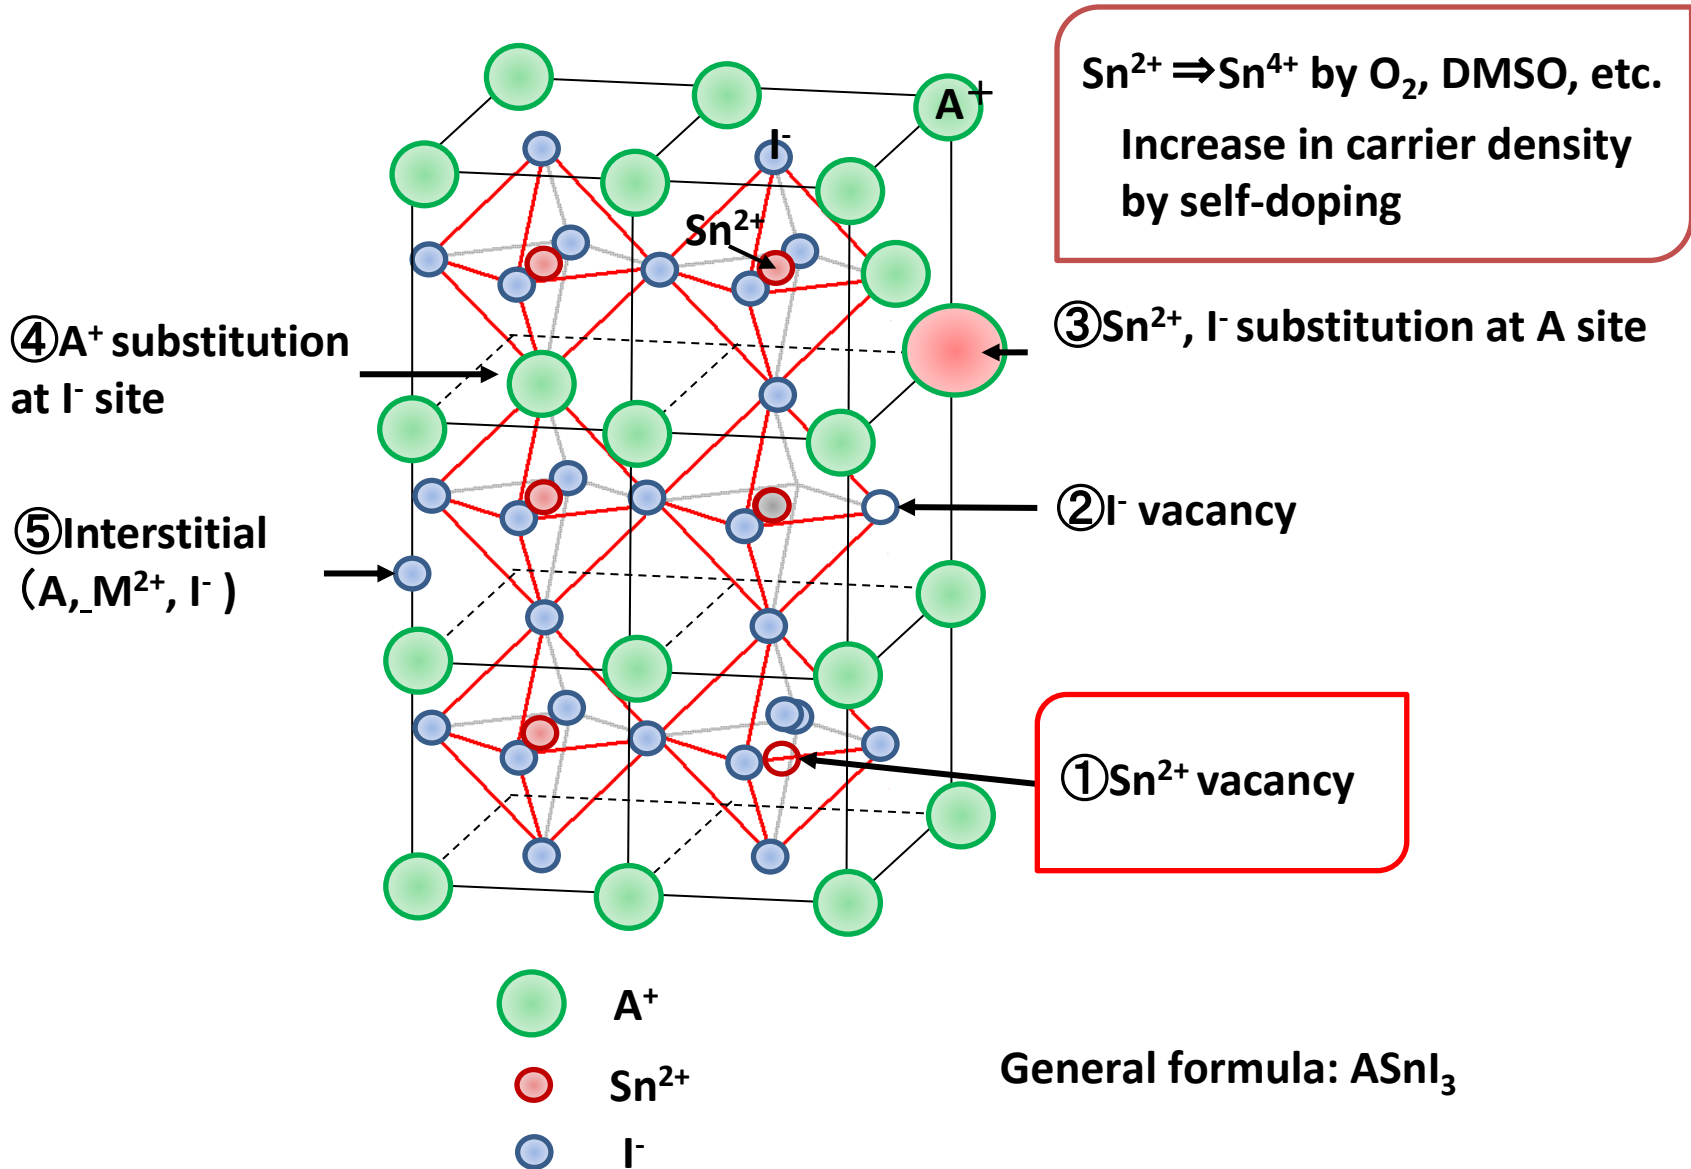 Sn²⁺ ⇒Sn⁴⁺ by O₂, DMSO, etc.
Increase in carrier density
by self-doping
A⁺
I⁻
Sn²⁺
③Sn²⁺, I⁻ substitution at A site
④A⁺ substitution
at I⁻ site
②I⁻ vacancy
⑤Interstitial
（A, M²⁺, I⁻ )
①Sn²⁺ vacancy
A⁺
Sn²⁺
I⁻
General formula: ASnI₃